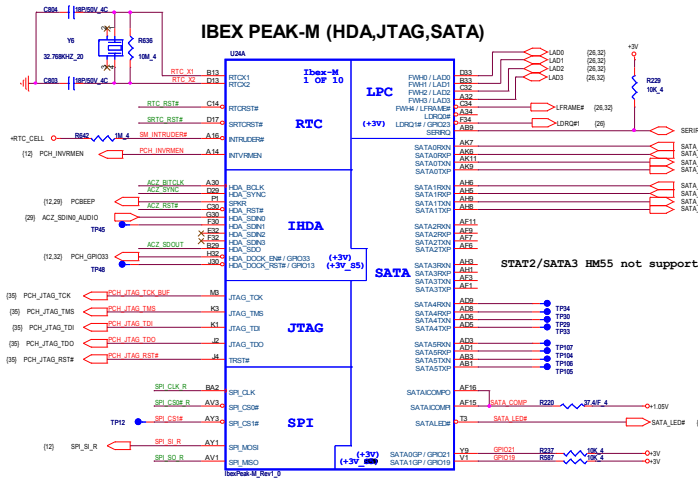 IBEX PEAK-M (HDA,JTAG,SATA)
C804 18P/50V_4C
Y6
32.768KHZ_20
R636
10M_4
C803 18P/50V_4C
U24A
Ibex-M
1 OF 10
RTC_X1 B13 RTCX1
RTC_X2 D13 RTCX2
RTC_RST# C14 RTCRST#
SRTC_RST# D17 SRTCRST#
+RTC_CELL R642 1M_4 SM_INTRUDER# A16 INTRUDER#
(12) PCH_INVRMEN PCH_INVRMEN A14 INTVRMEN
RTC
LPC
(+3V)
D33 FWH0 / LAD0 LAD0 (26,32)
B33 FWH1 / LAD1 LAD1 (26,32)
C32 FWH2 / LAD2 LAD2 (26,32)
A32 FWH3 / LAD3 LAD3 (26,32)
C34 FWH4 / LFRAME# LFRAME# (26,32)
A34 LDRQ0#
F34 LDRQ1# / GPIO23 LDRQ#1 (26)
AB9 SERIRQ SERIR
+3V
R229
10K_4
ACZ_BITCLK A30 HDA_BCLK
ACZ_SYNC D29 HDA_SYNC
(12,29) PCBEEP P1 SPKR
ACZ_RST# C30 HDA_RST#
(29) ACZ_SDIN0_AUDIO G30 HDA_SDIN0
TP45 F30 HDA_SDIN1
E32 HDA_SDIN2
F32 HDA_SDIN3
ACZ_SDOUT B29 HDA_SDO
(12,32) PCH_GPIO33 H32 HDA_DOCK_EN# / GPIO33
TP48 J30 HDA_DOCK_RST# / GPIO13
IHDA
(+3V)
(+3V_S5)
SATA
AK7 SATA0RXN SATA_
AK6 SATA0RXP SATA_
AK11 SATA0TXN SATA_
AK9 SATA0TXP SATA_
AH6 SATA1RXN SATA_
AH5 SATA1RXP SATA_
AH9 SATA1TXN SATA_
AH8 SATA1TXP SATA_
AF11 SATA2RXN
AF9 SATA2RXP
AF7 SATA2TXN
AF6 SATA2TXP
AH3 SATA3RXN
AH1 SATA3RXP
AF3 SATA3TXN
AF1 SATA3TXP
STAT2/SATA3 HM55 not support
AD9 SATA4RXN TP34
AD8 SATA4RXP TP30
AD6 SATA4TXN TP29
AD5 SATA4TXP TP33
AD3 SATA5RXN TP107
AD1 SATA5RXP TP104
AB3 SATA5TXN TP106
AB1 SATA5TXP TP105
(35) PCH_JTAG_TCK PCH_JTAG_TCK_BUF M3 JTAG_TCK
(35) PCH_JTAG_TMS PCH_JTAG_TMS K3 JTAG_TMS
(35) PCH_JTAG_TDI PCH_JTAG_TDI K1 JTAG_TDI
(35) PCH_JTAG_TDO PCH_JTAG_TDO J2 JTAG_TDO
(35) PCH_JTAG_RST# PCH_JTAG_RST# J4 TRST#
JTAG
SPI_CLK_R BA2 SPI_CLK
SPI_CS0#_R AV3 SPI_CS0#
TP12 SPI_CS1# AY3 SPI_CS1#
(12) SPI_SI_R SPI_SI_R AY1 SPI_MOSI
SPI_SO_R AV1 SPI_MISO
SPI
(+3V)
AF16 SATAICOMPO
AF15 SATAICOMPI SATA_COMP R220 37.4/F_4 +1.05V
T3 SATALED# SATA_LED# SATA_LED#
Y9 SATA0GP / GPIO21 GPIO21 R237 10K_4 +3V
V1 SATA1GP / GPIO19 GPIO19 R587 10K_4 +3V
IbexPeak-M_Rev1_0